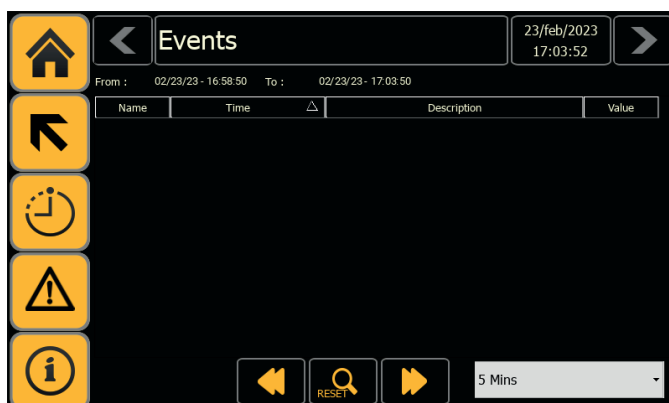 Events
23/feb/2023
17:03:52
From : 02/23/23 - 16:58:50 To : 02/23/23 - 17:03:50
Name Time Description Value
RESET
5 Mins
i